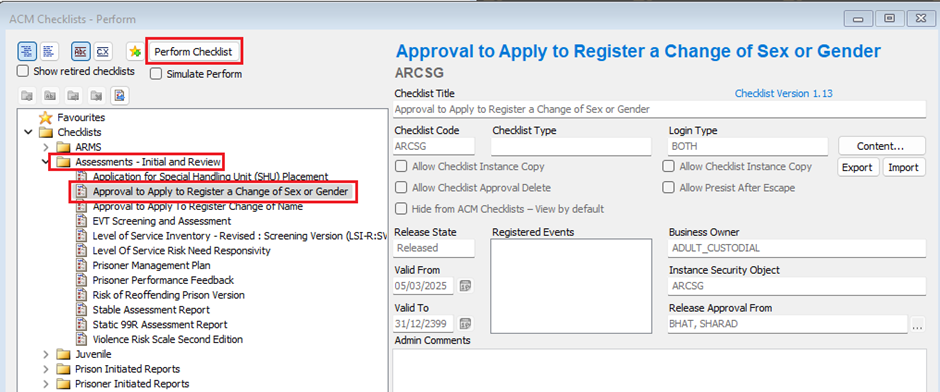 ACM Checklists - Perform
Perform Checklist
Show retired checklists
Simulate Perform
Favourites
Checklists
ARMS
Assessments - Initial and Review
Application for Special Handling Unit (SHU) Placement
Approval to Apply to Register a Change of Sex or Gender
Approval to Apply To Register Change of Name
EVT Screening and Assessment
Level of Service Inventory - Revised : Screening Version (LSI-R:SV
Level Of Service Risk Need Responsivity
Prisoner Management Plan
Prisoner Performance Feedback
Risk of Reoffending Prison Version
Stable Assessment Report
Static 99R Assessment Report
Violence Risk Scale Second Edition
Juvenile
Prison Initiated Reports
Prisoner Initiated Reports
Approval to Apply to Register a Change of Sex or Gender
ARCSG
Checklist Title
Checklist Version 1.13
Approval to Apply to Register a Change of Sex or Gender
Checklist Code
Checklist Type
Login Type
ARCSG
BOTH
Content...
Allow Checklist Instance Copy
Allow Checklist Instance Copy
Export
Import
Allow Checklist Approval Delete
Allow Presist After Escape
Hide from ACM Checklists – View by default
Release State
Registered Events
Business Owner
Released
ADULT_CUSTODIAL
Valid From
Instance Security Object
05/03/2025
ARCSG
Valid To
Release Approval From
31/12/2399
BHAT, SHARAD
...
Admin Comments